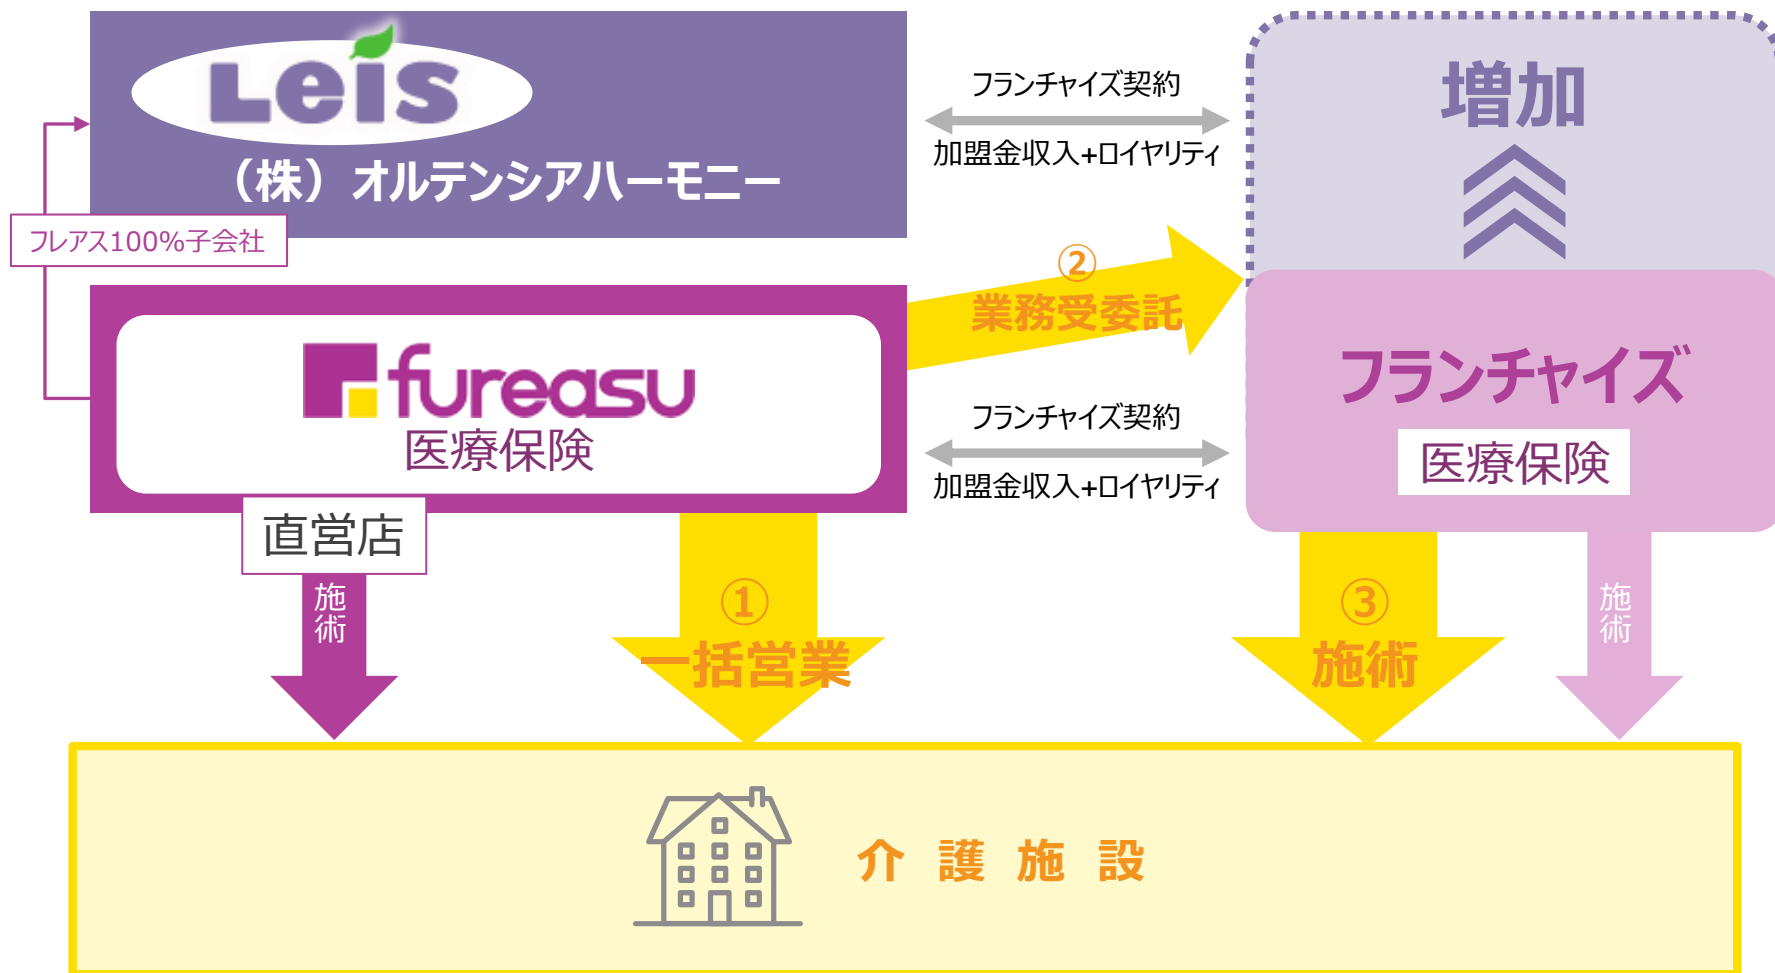 Leis
（株）オルテンシアハーモニー
フランチャイズ契約
加盟金収入+ロイヤリティ
増加
フレアス100%子会社
②
業務受委託
fureasu
医療保険
フランチャイズ契約
加盟金収入+ロイヤリティ
フランチャイズ
医療保険
直営店
施術
①
一括営業
③
施術
施術
介護施設